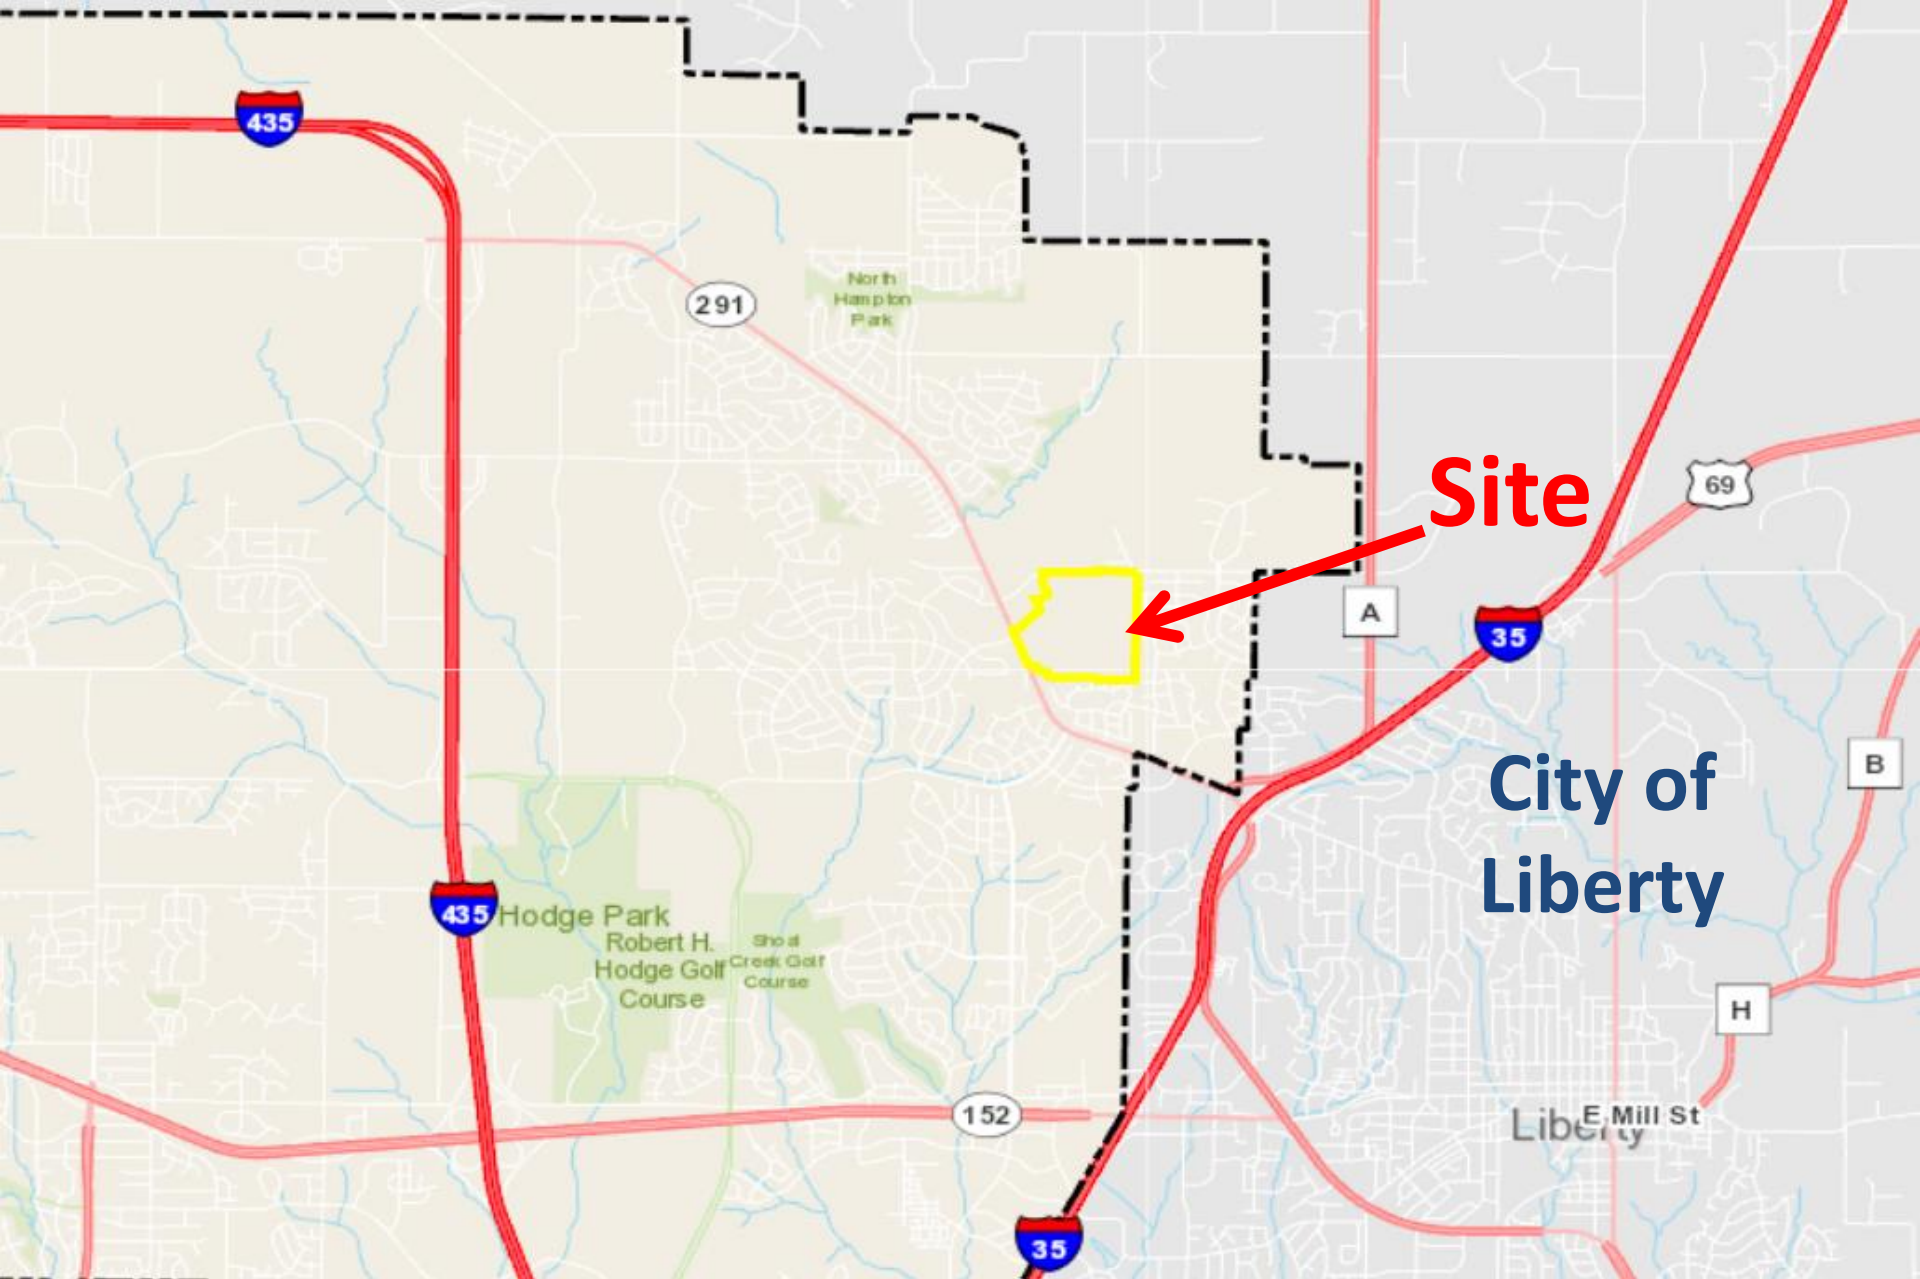 435
North
Hampton
Park
291
Site
69
A
35
City of
Liberty
B
435
Hodge Park
Robert H.
Hodge Golf
Course
Shoal
Creek Golf
Course
H
152
E Mill St
Liberty
35